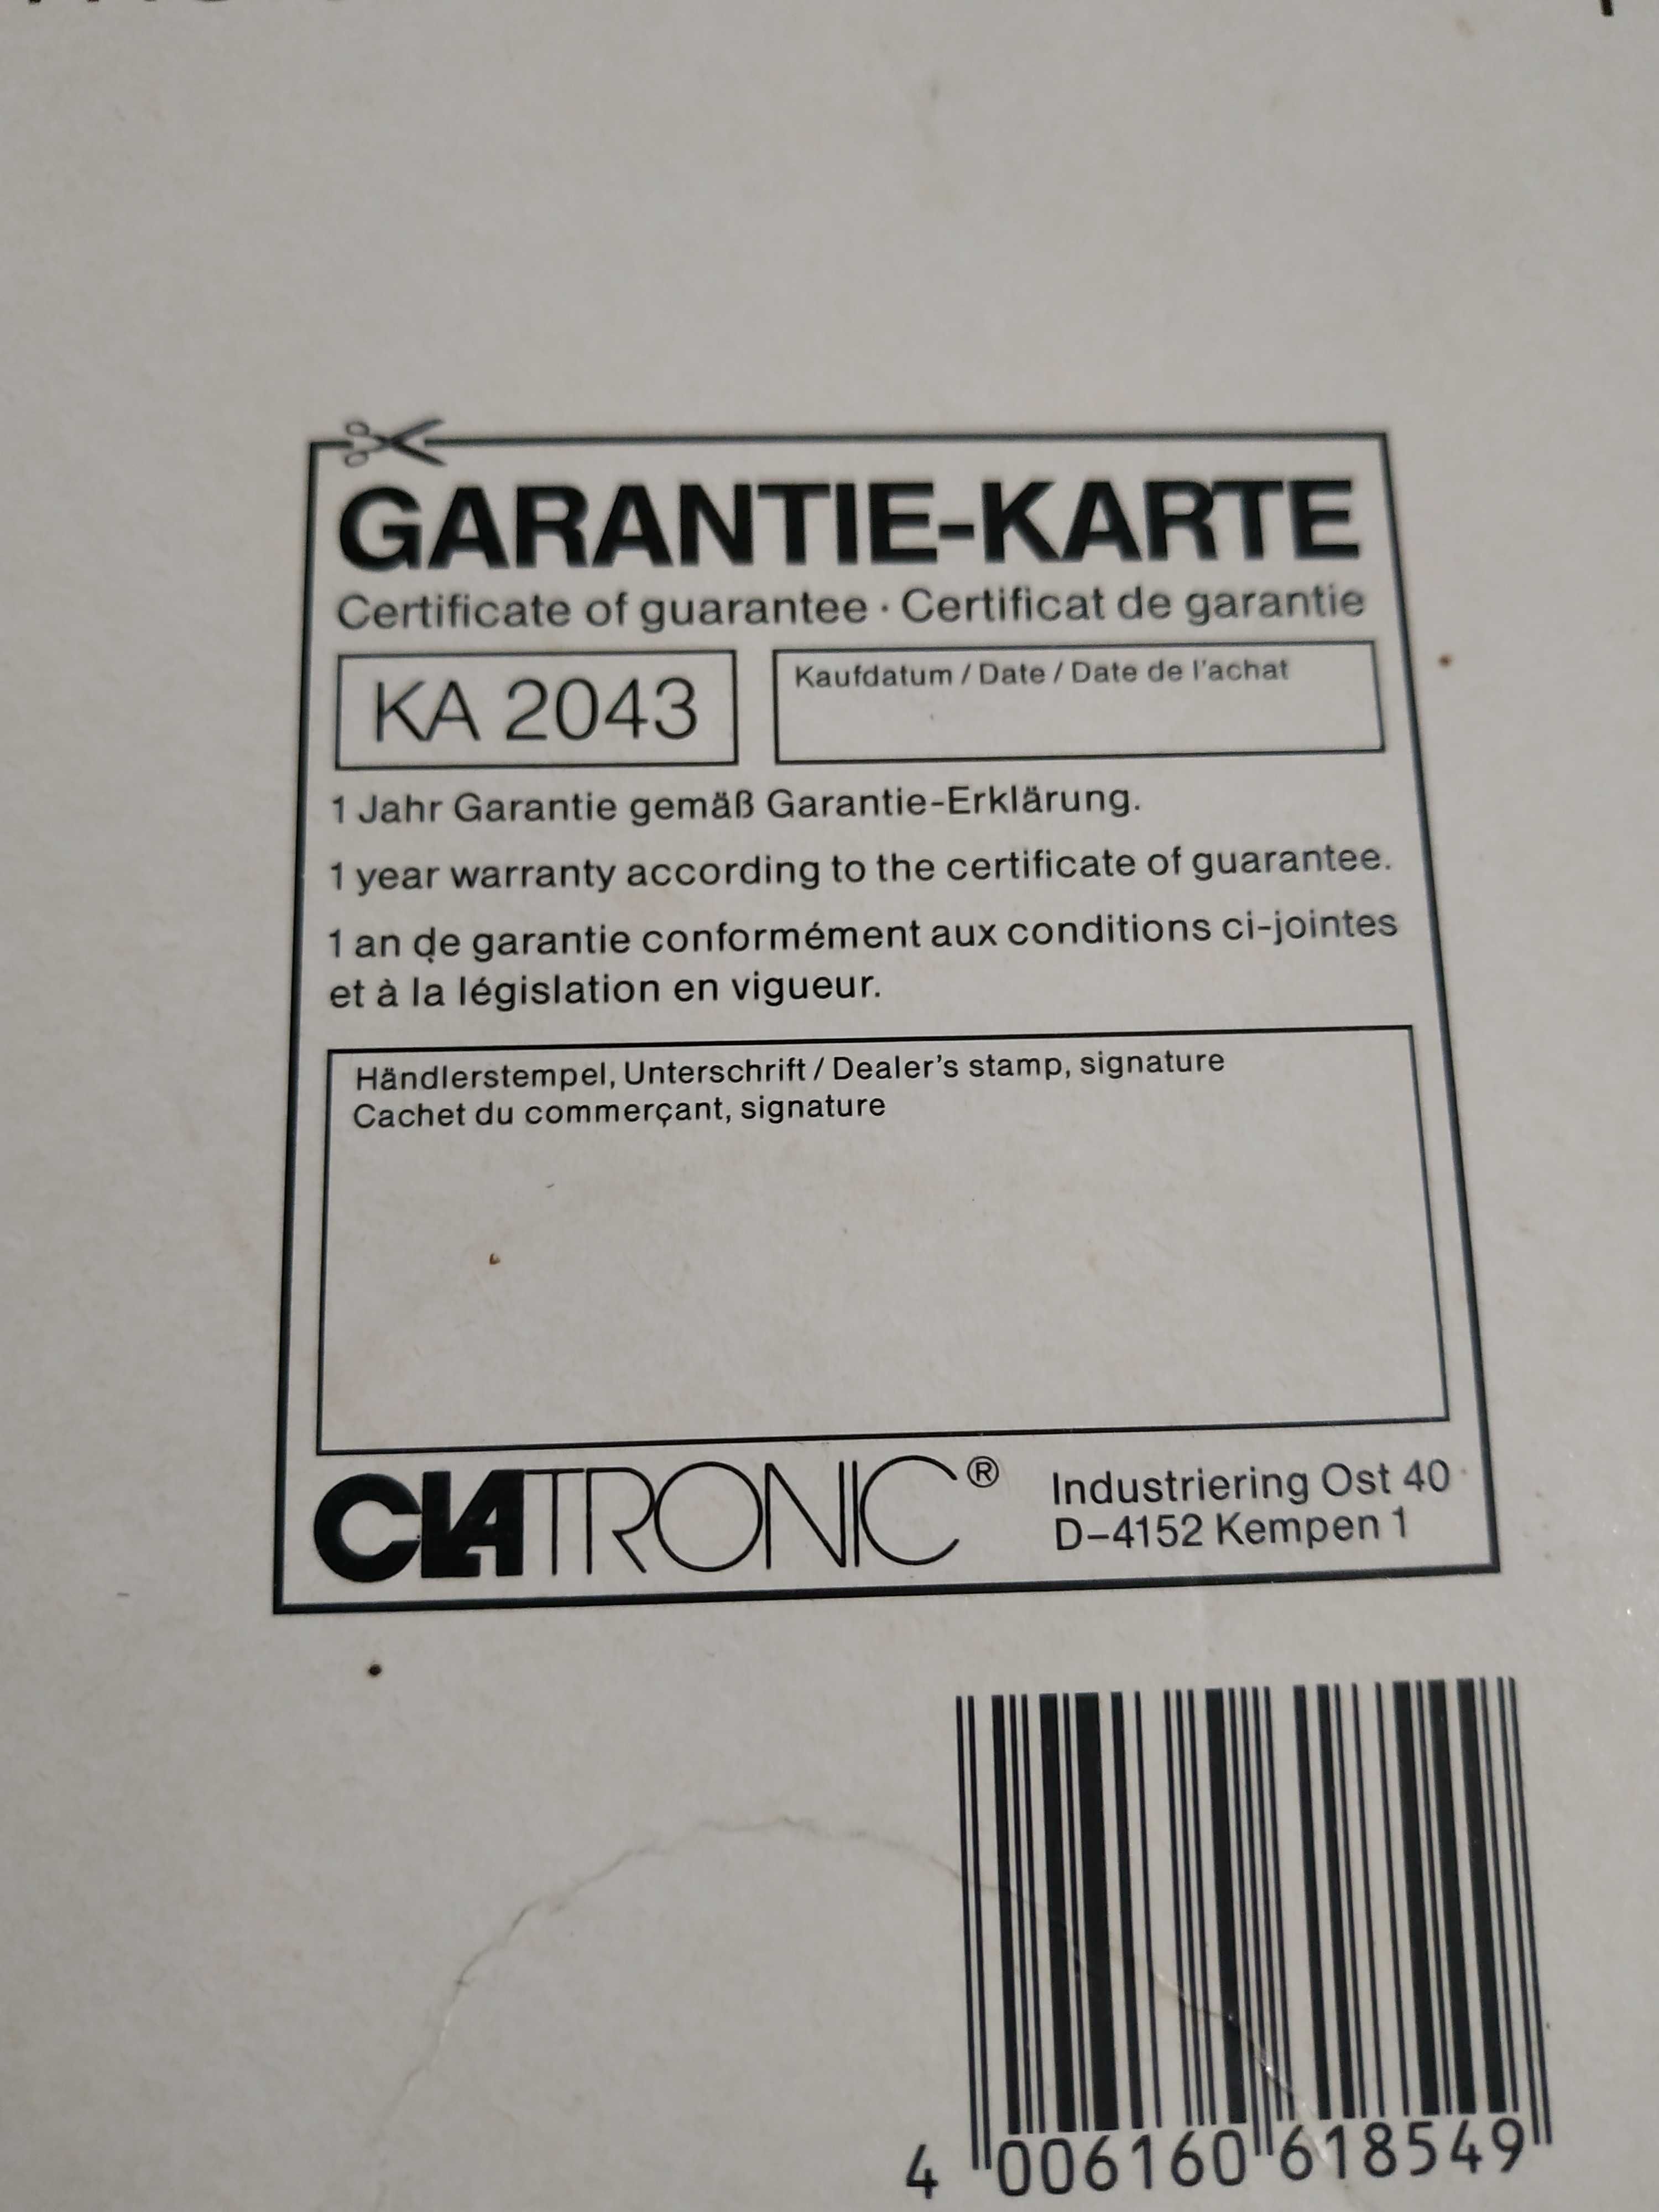 GARANTIE-KARTE
Certificate of guarantee · Certificat de garantie
KA 2043
Kaufdatum / Date / Date de l'achat
1 Jahr Garantie gemäß Garantie-Erklärung.
1 year warranty according to the certificate of guarantee.
1 an de garantie conformément aux conditions ci-jointes
et à la législation en vigueur.
Händlerstempel, Unterschrift / Dealer's stamp, signature
Cachet du commerçant, signature
CLATRONIC®
Industriering Ost 40
D-4152 Kempen 1
4 006160 618549